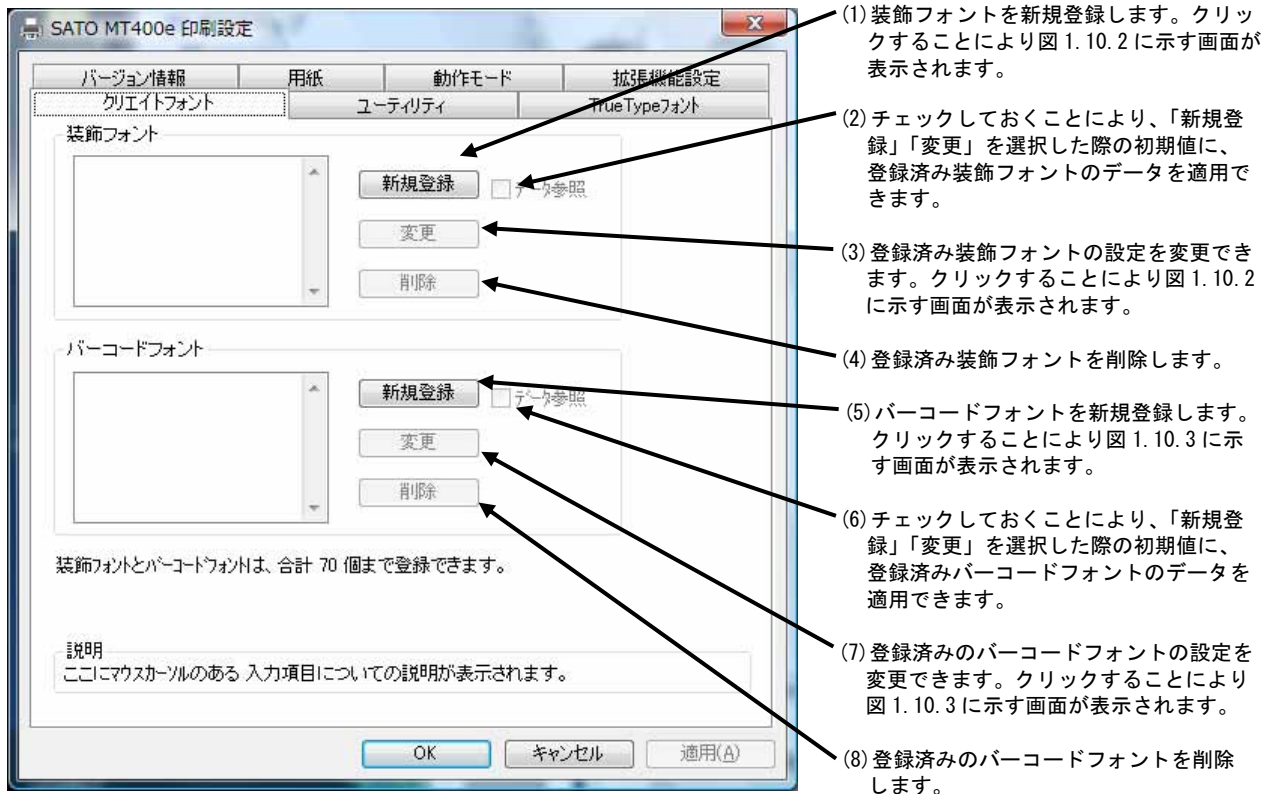 SATO MT400e 印刷設定
バージョン情報 用紙 動作モード 拡張機能設定
クリエイトフォント ユーティリティ TrueTypeフォント
装飾フォント
新規登録 データ参照
変更
削除
バーコードフォント
新規登録 データ参照
変更
削除
装飾フォントとバーコードフォントは、合計 70 個まで登録できます。
説明
ここにマウスカーソルのある 入力項目についての説明が表示されます。
OK キャンセル 適用(A)
(1)装飾フォントを新規登録します。クリッ
クすることにより図 1.10.2 に示す画面が
表示されます。
(2)チェックしておくことにより、「新規登
録」「変更」を選択した際の初期値に、
登録済み装飾フォントのデータを適用で
きます。
(3)登録済み装飾フォントの設定を変更でき
ます。クリックすることにより図 1.10.2
に示す画面が表示されます。
(4)登録済み装飾フォントを削除します。
(5)バーコードフォントを新規登録します。
クリックすることにより図 1.10.3 に示
す画面が表示されます。
(6)チェックしておくことにより、「新規登
録」「変更」を選択した際の初期値に、
登録済みバーコードフォントのデータを
適用できます。
(7)登録済みのバーコードフォントの設定を
変更できます。クリックすることにより
図 1.10.3 に示す画面が表示されます。
(8)登録済みのバーコードフォントを削除
します。